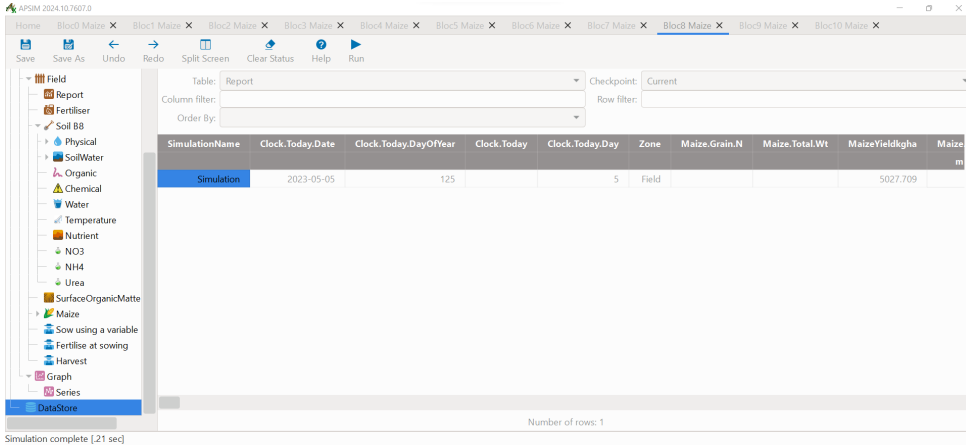 APSIM 2024.10.7607.0
Home Bloc0 Maize Bloc1 Maize Bloc2 Maize Bloc3 Maize Bloc4 Maize Bloc5 Maize Bloc6 Maize Bloc7 Maize Bloc8 Maize Bloc9 Maize Bloc10 Maize
Save Save As Undo Redo Split Screen Clear Status Help Run
Field
Report
Fertiliser
Soil B8
Physical
SoilWater
Organic
Chemical
Water
Temperature
Nutrient
NO3
NH4
Urea
SurfaceOrganicMatte
Maize
Sow using a variable
Fertilise at sowing
Harvest
Graph
Series
DataStore
Table: Report Checkpoint: Current
Column filter: Row filter:
Order By:
SimulationName Clock.Today.Date Clock.Today.DayOfYear Clock.Today Clock.Today.Day Zone Maize.Grain.N Maize.Total.Wt MaizeYieldkgha Maize
m
Simulation 2023-05-05 125 5 Field 5027.709
Number of rows: 1
Simulation complete [.21 sec]